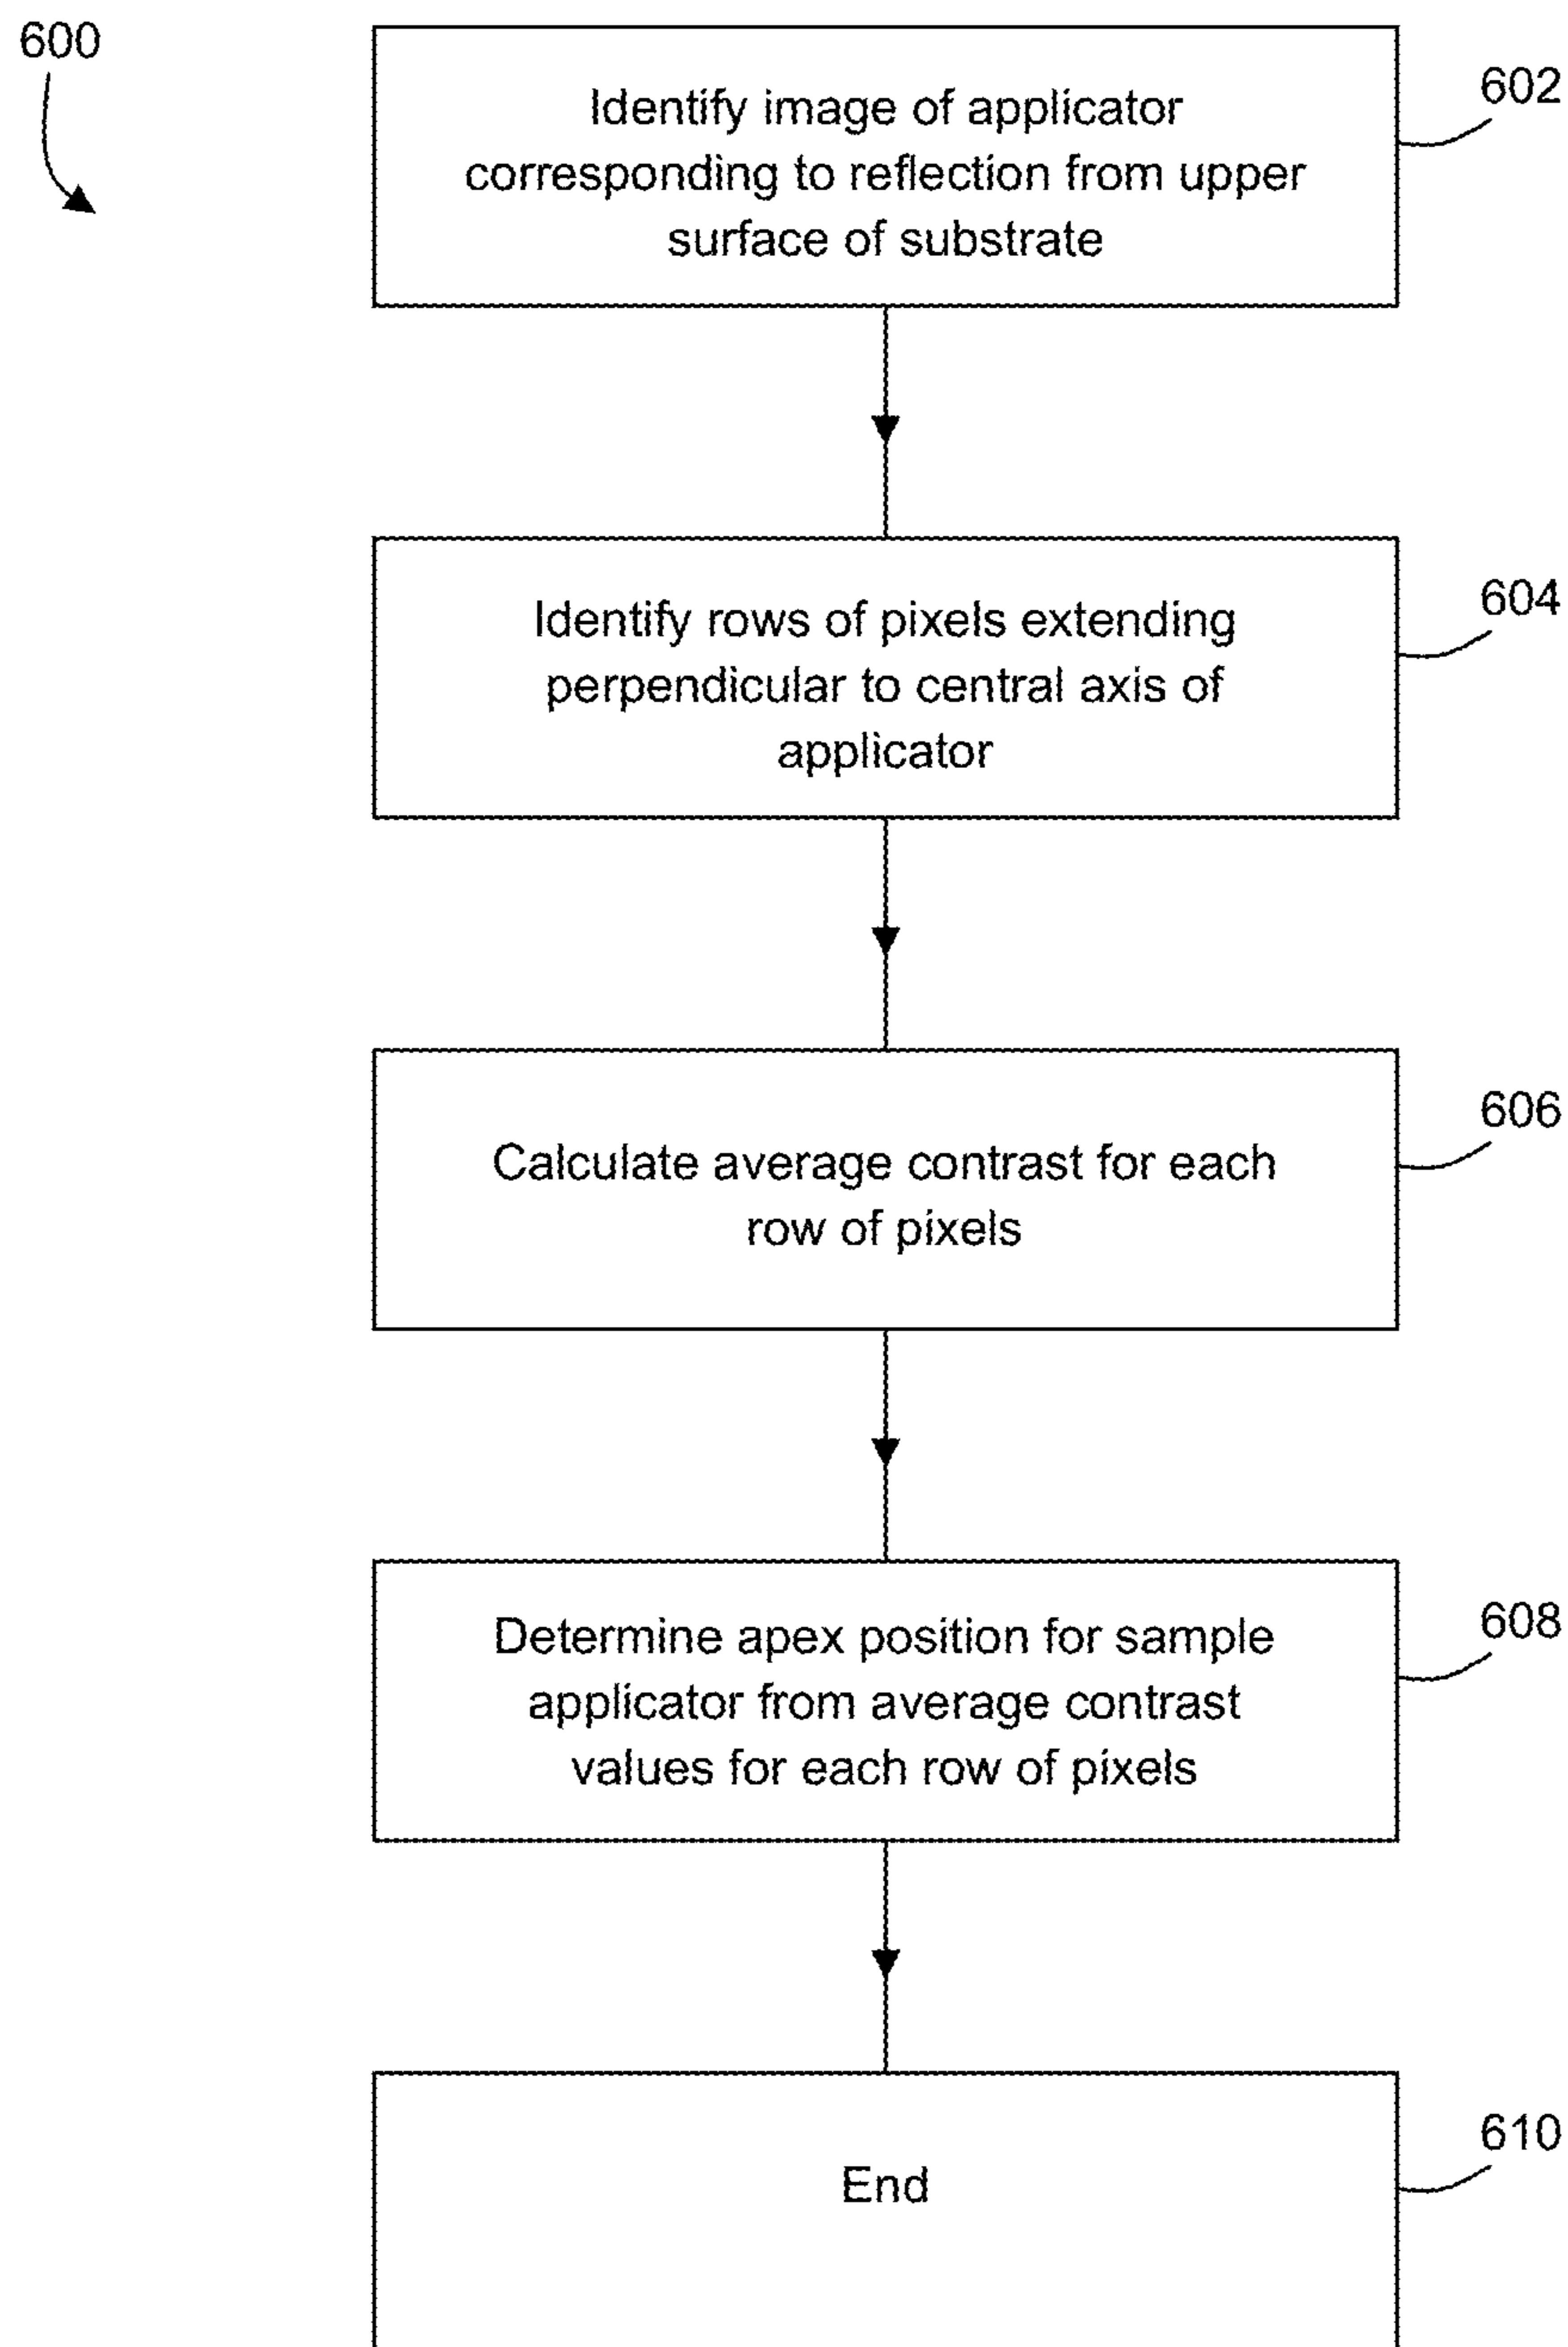 600
602
Identify image of applicator
corresponding to reflection from upper
surface of substrate
604
Identify rows of pixels extending
perpendicular to central axis of
applicator
606
Calculate average contrast for each
row of pixels
608
Determine apex position for sample
applicator from average contrast
values for each row of pixels
610
End